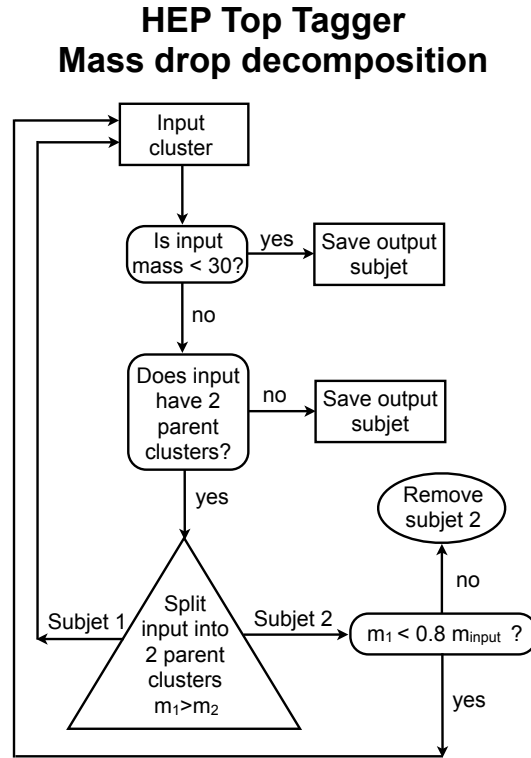 HEP Top Tagger
Mass drop decomposition
Input
cluster
Is input
mass < 30?
yes
Save output
subjet
no
Does input
have 2
parent
clusters?
no
Save output
subjet
yes
Remove
subjet 2
no
Subjet 1
Split
input into
2 parent
clusters
m₁>m₂
Subjet 2
m₁ < 0.8 mᵢₙₚᵤₜ ?
yes